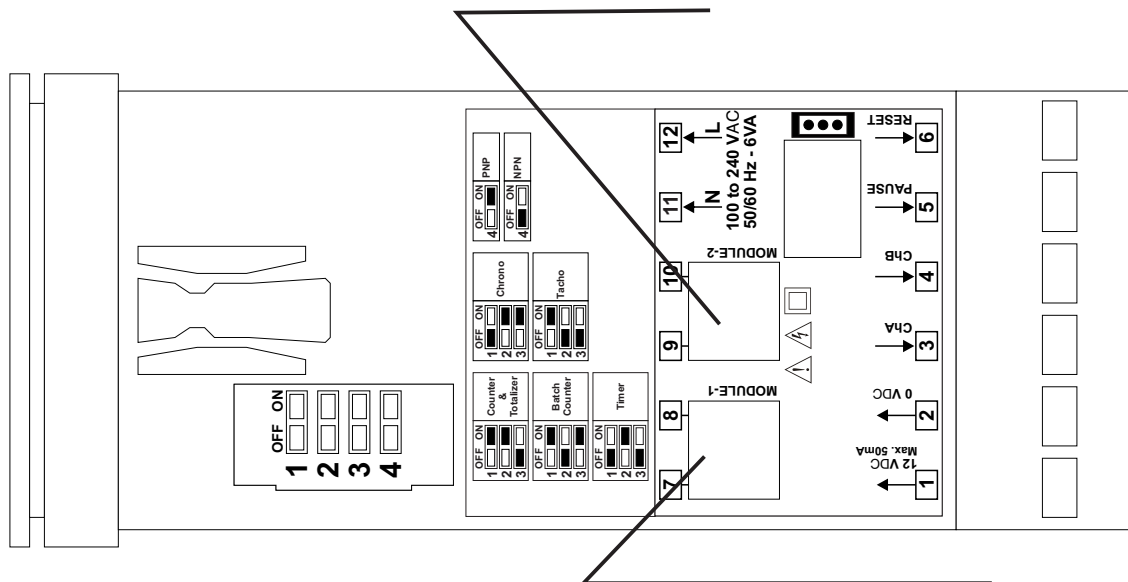 OFF ON
1
2
3
4
PNP
OFF ON
4
NPN
OFF ON
4
Chrono
OFF ON
1
2
3
Tacho
OFF ON
1
2
3
Counter
&
Totalizer
OFF ON
1
2
3
Batch
Counter
OFF ON
1
2
3
Timer
OFF ON
1
2
3
12
L
11
N
100 to 240 VAC
50/60 Hz - 6VA
10
9
MODULE-2
8
7
MODULE-1
RESET
6
PAUSE
5
ChB
4
ChA
3
0 VDC
2
12 VDC
Max. 50mA
1